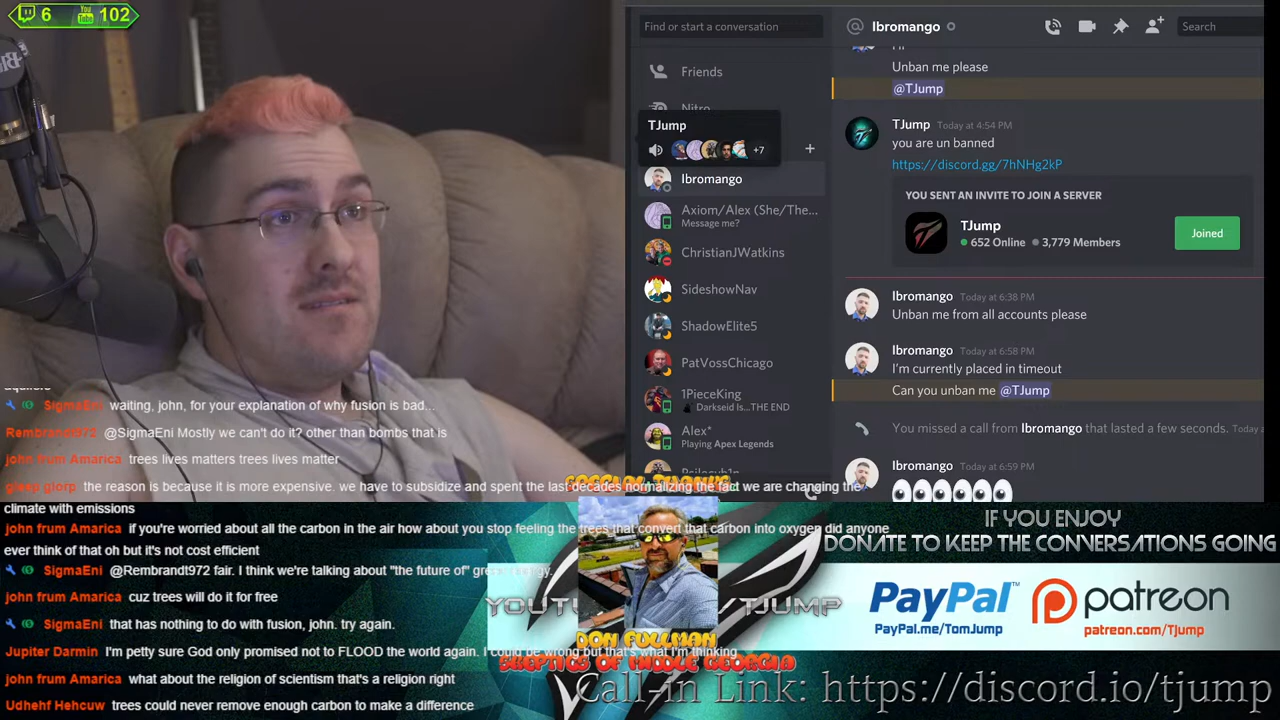 6
You Tube
102
Find or start a conversation
Friends
Nitro
TJump
+7
Ibromango
Axiom/Alex (She/The...
Message me?
ChristianJWatkins
SideshowNav
ShadowElite5
PatVossChicago
1PieceKing
Darkseid Is...THE END
Alex*
Playing Apex Legends
Ibromango
Search
Unban me please
@TJump
TJump Today at 4:54 PM
you are un banned
https://discord.gg/7hNHg2kP
YOU SENT AN INVITE TO JOIN A SERVER
TJump
652 Online 3,779 Members
Joined
Ibromango Today at 6:38 PM
Unban me from all accounts please
Ibromango Today at 6:58 PM
I'm currently placed in timeout
Can you unban me @TJump
You missed a call from Ibromango that lasted a few seconds. Today
Ibromango Today at 6:59 PM
SigmaEni waiting, john, for your explanation of why fusion is bad...
Rembrandt972 @SigmaEni Mostly we can't do it? other than bombs that is
john frum Amarica trees lives matters trees lives matter
gleep glorp the reason is because it is more expensive. we have to subsidize and spent the last decades normalizing the fact we are changing the
climate with emissions
john frum Amarica if you're worried about all the carbon in the air how about you stop feeling the trees that convert that carbon into oxygen did anyone
ever think of that oh but it's not cost efficient
SigmaEni @Rembrandt972 fair. I think we're talking about "the future of" green energy.
john frum Amarica cuz trees will do it for free
SigmaEni that has nothing to do with fusion, john. try again.
Jupiter Darmin I'm petty sure God only promised not to FLOOD the world again. I could be wrong but that's what I'm thinking
john frum Amarica what about the religion of scientism that's a religion right
Udhehf Hehcuw trees could never remove enough carbon to make a difference
SPECIAL THANKS
DON FULLMAN
SKEPTICS OF MIDDLE GEORGIA
IF YOU ENJOY
DONATE TO KEEP THE CONVERSATIONS GOING
PayPal™
PayPal.me/TomJump
patreon
patreon.com/Tjump
Call-in Link: https://discord.io/tjump